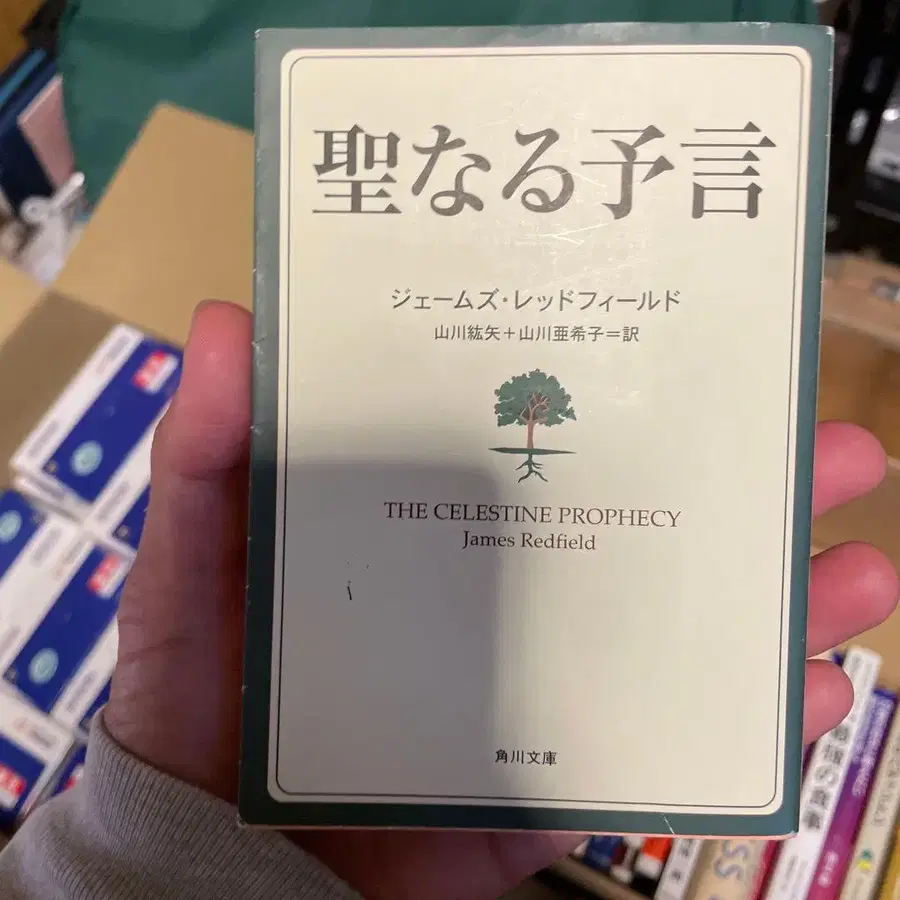 聖なる予言
ジェームズ・レッドフィールド
山川紘矢+山川亜希子=訳
THE CELESTINE PROPHECY
James Redfield
角川文庫